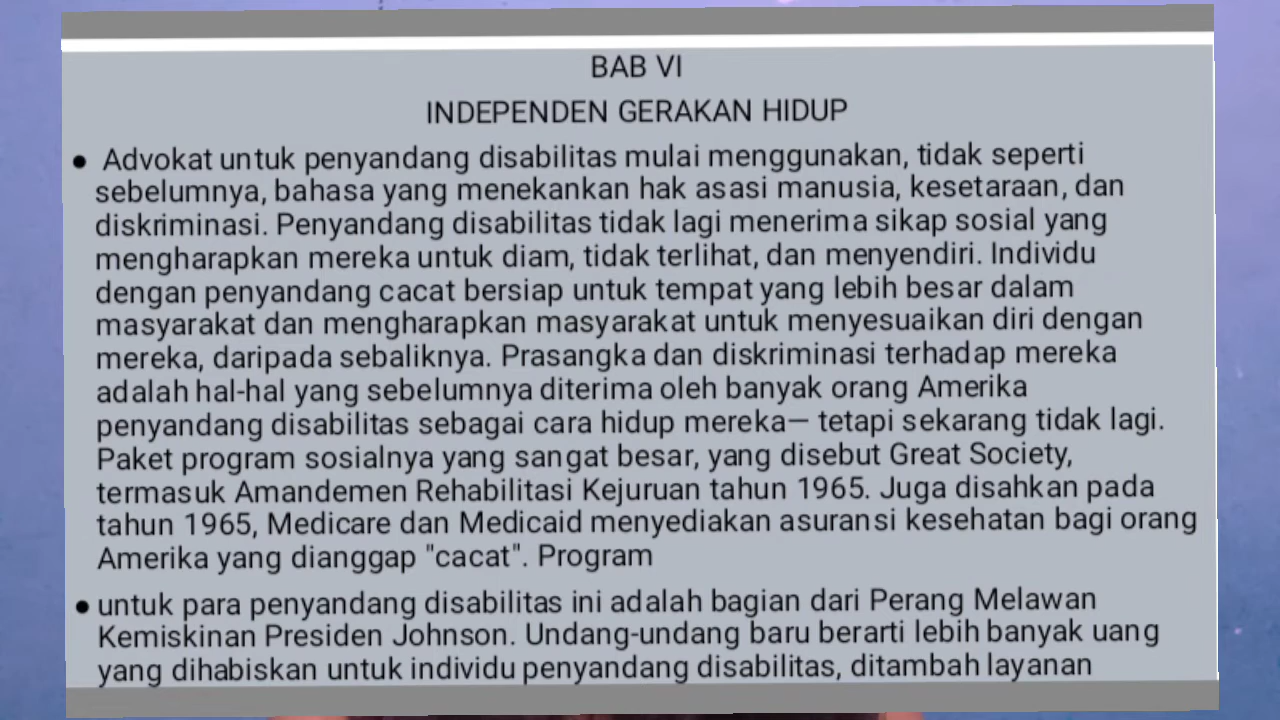 BAB VI
INDEPENDEN GERAKAN HIDUP
● Advokat untuk penyandang disabilitas mulai menggunakan, tidak seperti
sebelumnya, bahasa yang menekankan hak asasi manusia, kesetaraan, dan
diskriminasi. Penyandang disabilitas tidak lagi menerima sikap sosial yang
mengharapkan mereka untuk diam, tidak terlihat, dan menyendiri. Individu
dengan penyandang cacat bersiap untuk tempat yang lebih besar dalam
masyarakat dan mengharapkan masyarakat untuk menyesuaikan diri dengan
mereka, daripada sebaliknya. Prasangka dan diskriminasi terhadap mereka
adalah hal-hal yang sebelumnya diterima oleh banyak orang Amerika
penyandang disabilitas sebagai cara hidup mereka— tetapi sekarang tidak lagi.
Paket program sosialnya yang sangat besar, yang disebut Great Society,
termasuk Amandemen Rehabilitasi Kejuruan tahun 1965. Juga disahkan pada
tahun 1965, Medicare dan Medicaid menyediakan asuransi kesehatan bagi orang
Amerika yang dianggap "cacat". Program
● untuk para penyandang disabilitas ini adalah bagian dari Perang Melawan
Kemiskinan Presiden Johnson. Undang-undang baru berarti lebih banyak uang
yang dihabiskan untuk individu penyandang disabilitas, ditambah layanan